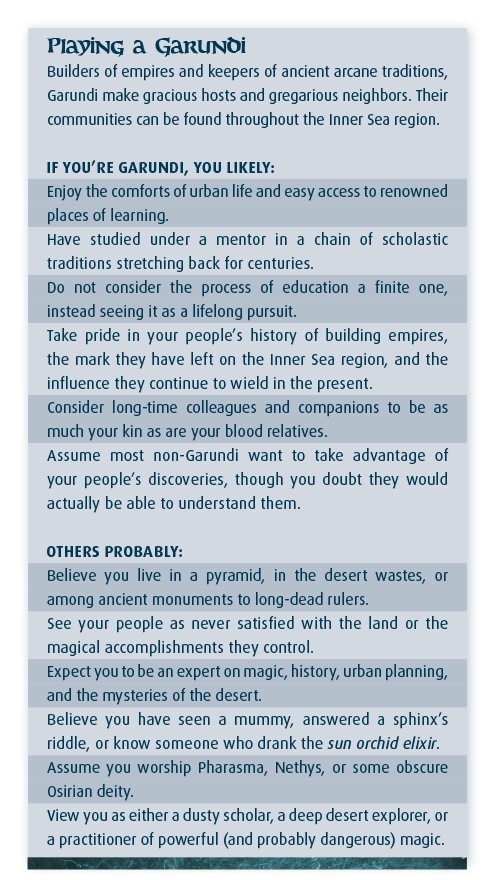 Playing a Garundi
Builders of empires and keepers of ancient arcane traditions,
Garundi make gracious hosts and gregarious neighbors. Their
communities can be found throughout the Inner Sea region.
IF YOU’RE GARUNDI, YOU LIKELY:
Enjoy the comforts of urban life and easy access to renowned
places of learning.
Have studied under a mentor in a chain of scholastic
traditions stretching back for centuries.
Do not consider the process of education a finite one,
instead seeing it as a lifelong pursuit.
Take pride in your people’s history of building empires,
the mark they have left on the Inner Sea region, and the
influence they continue to wield in the present.
Consider long-time colleagues and companions to be as
much your kin as are your blood relatives.
Assume most non-Garundi want to take advantage of
your people’s discoveries, though you doubt they would
actually be able to understand them.
OTHERS PROBABLY:
Believe you live in a pyramid, in the desert wastes, or
among ancient monuments to long-dead rulers.
See your people as never satisfied with the land or the
magical accomplishments they control.
Expect you to be an expert on magic, history, urban planning,
and the mysteries of the desert.
Believe you have seen a mummy, answered a sphinx’s
riddle, or know someone who drank the sun orchid elixir.
Assume you worship Pharasma, Nethys, or some obscure
Osirian deity.
View you as either a dusty scholar, a deep desert explorer, or
a practitioner of powerful (and probably dangerous) magic.